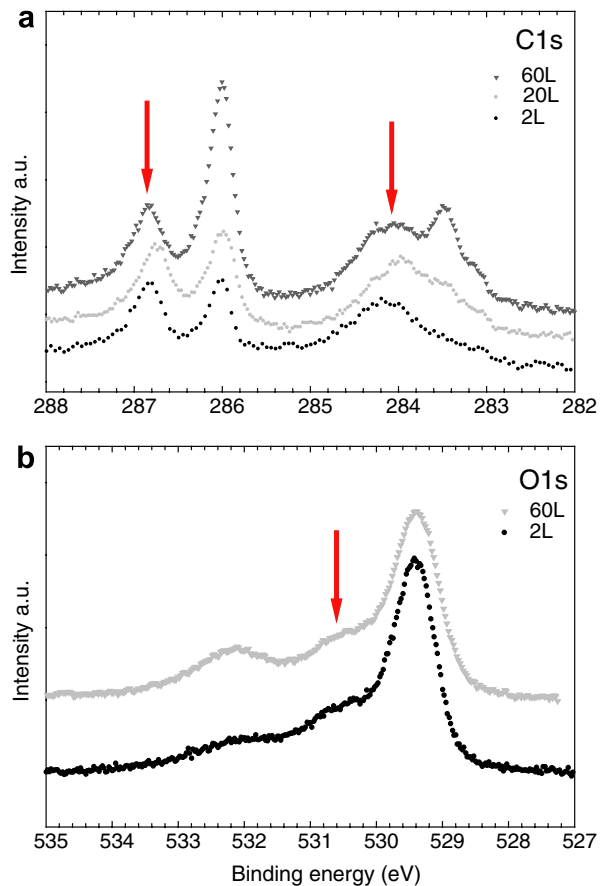 a
C1s
60L
20L
2L
Intensity a.u.
288 287 286 285 284 283 282
b
O1s
60L
2L
Intensity a.u.
535 534 533 532 531 530 529 528 527
Binding energy (eV)